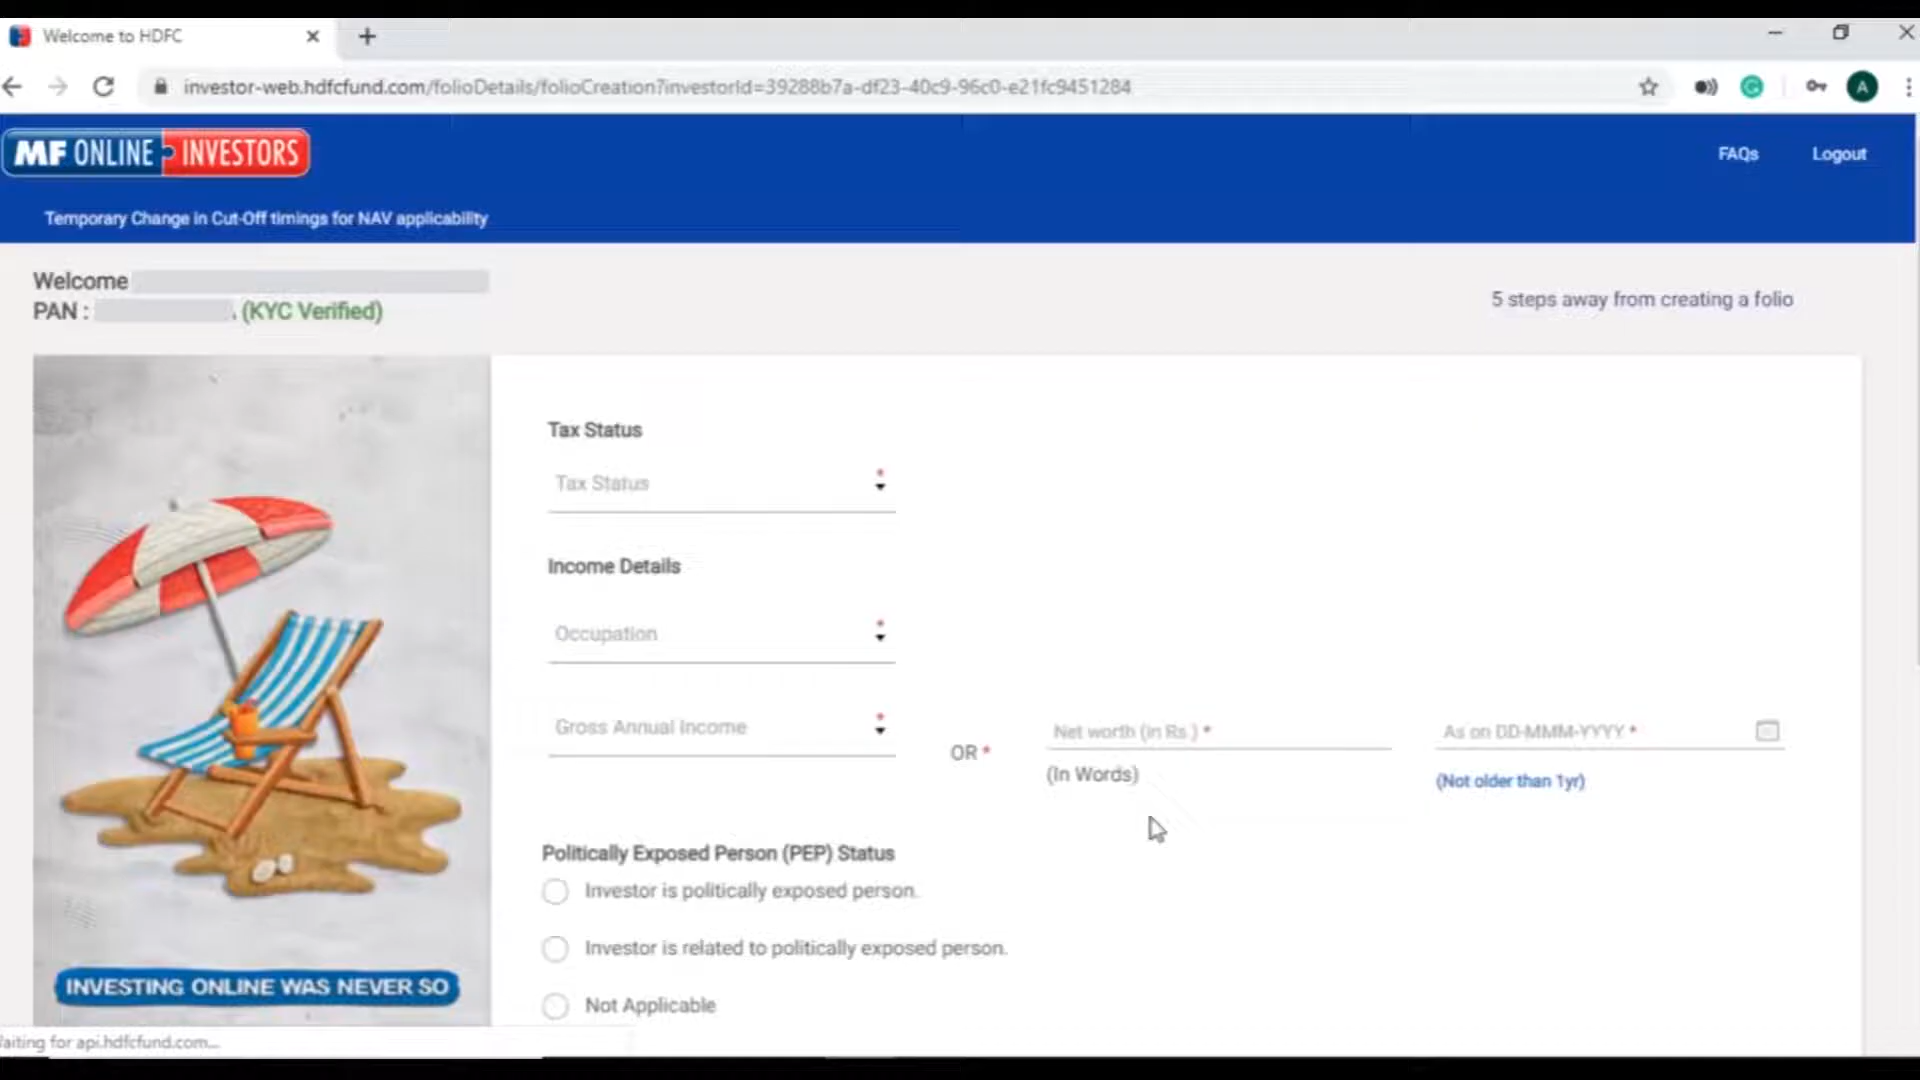 Welcome to HDFC
investor-web.hdfcfund.com/folioDetails/folioCreation?investorId=39288b7a-df23-40c9-96c0-e21fc9451284
A
MF ONLINE INVESTORS
FAQs
Logout
Temporary Change in Cut-Off timings for NAV applicability
Welcome
PAN : . (KYC Verified)
5 steps away from creating a folio
Tax Status
Tax Status *
Income Details
Occupation *
Gross Annual Income *
OR *
Net worth (in Rs.) *
As on DD-MMM-YYYY *
(In Words)
(Not older than 1yr)
Politically Exposed Person (PEP) Status
Investor is politically exposed person.
Investor is related to politically exposed person.
Not Applicable
INVESTING ONLINE WAS NEVER SO
aiting for api.hdfcfund.com...